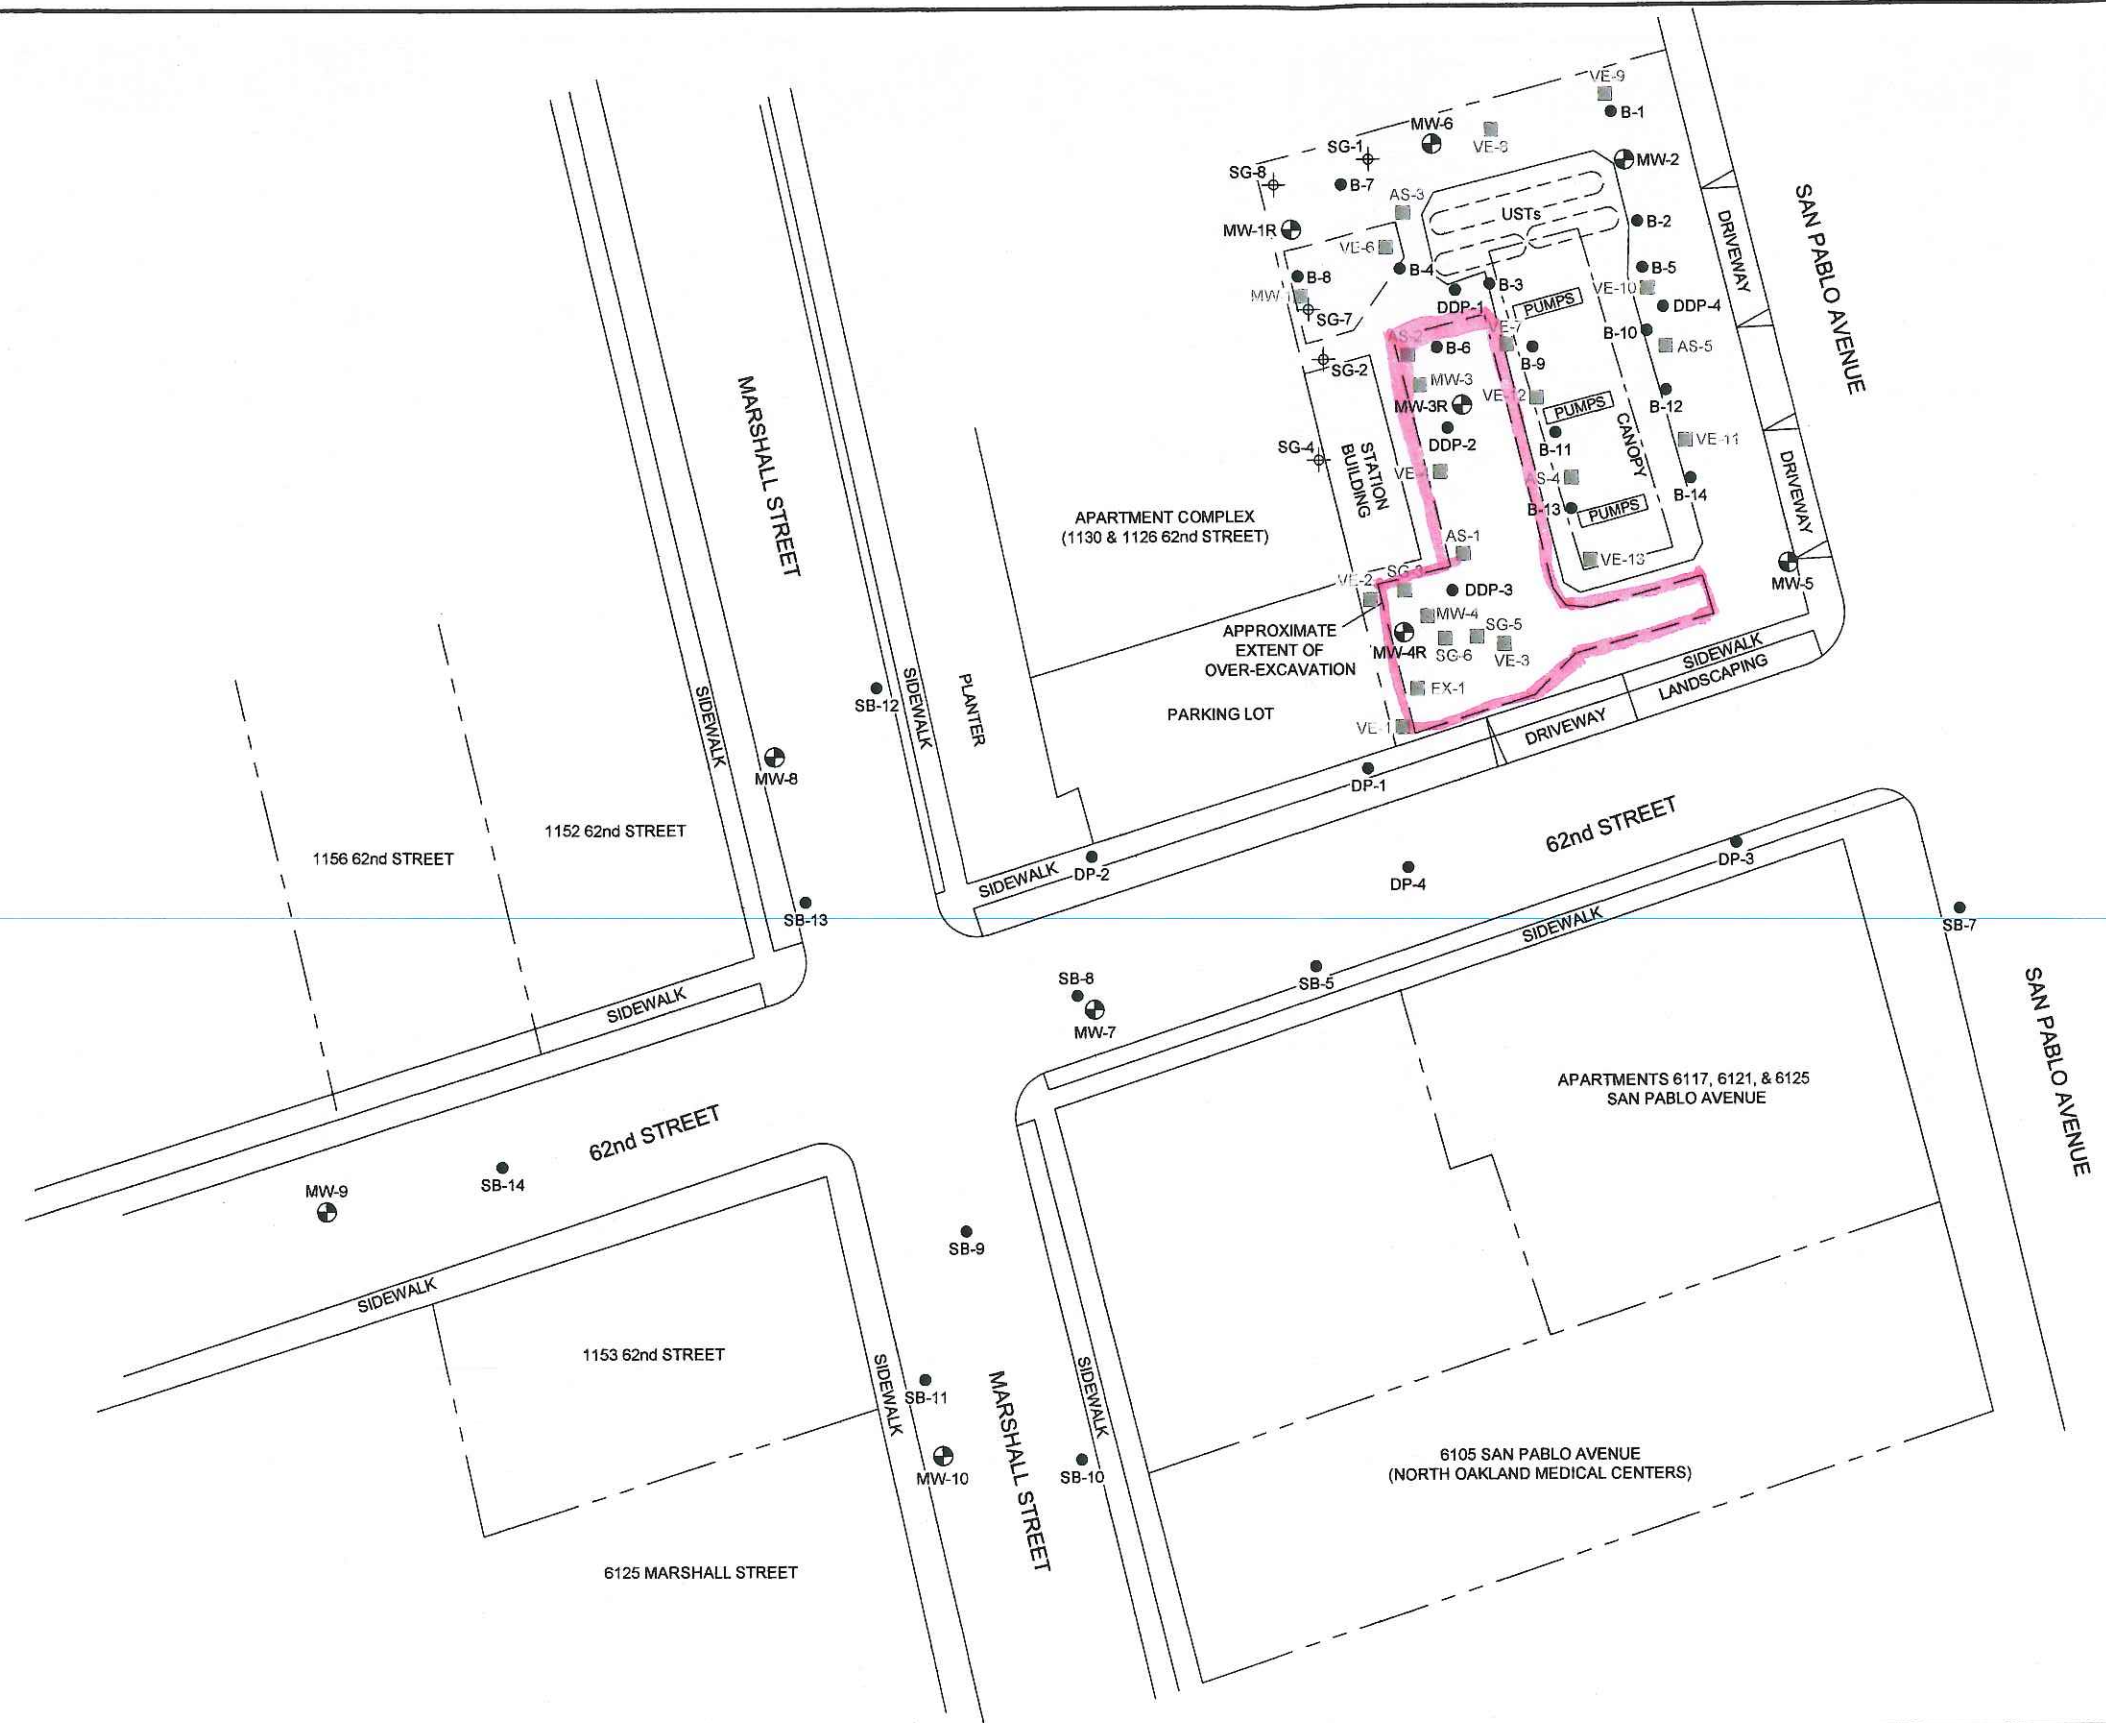 VE-9
B-1
MW-6
VE-8
SG-1
MW-2
SG-8
B-7
AS-3
USTs
B-2
MW-1R
VE-6
B-4
B-5
B-8
B-3
VE-10
MW
DDP-1
PUMPS
DDP-4
SG-7
AS-2
VE-7
B-10
B-6
AS-5
SG-2
B-9
MW-3
VE-12
MW-3R
PUMPS
B-12
DDP-2
CANOPY
VE-11
SG-4
B-11
STATION
BUILDING
AS-4
B-14
B-13
PUMPS
AS-1
VE-13
MW-5
SG-3
VE-2
DDP-3
MW-4
SG-5
MW-4R
SG-6
VE-3
EX-1
VE-1
DRIVEWAY
DRIVEWAY
SAN PABLO AVENUE
APARTMENT COMPLEX
(1130 & 1126 62nd STREET)
APPROXIMATE
EXTENT OF
OVER-EXCAVATION
PARKING LOT
SIDEWALK
LANDSCAPING
DRIVEWAY
MARSHALL STREET
SIDEWALK
SIDEWALK
PLANTER
SB-12
MW-8
DP-1
62nd STREET
1152 62nd STREET
1156 62nd STREET
SB-13
SIDEWALK
DP-2
DP-4
DP-3
SIDEWALK
SB-7
SB-5
SB-8
MW-7
SIDEWALK
SAN PABLO AVENUE
APARTMENTS 6117, 6121, & 6125
SAN PABLO AVENUE
62nd STREET
SB-14
MW-9
SB-9
SIDEWALK
1153 62nd STREET
SIDEWALK
SB-11
MARSHALL STREET
SIDEWALK
MW-10
SB-10
6105 SAN PABLO AVENUE
(NORTH OAKLAND MEDICAL CENTERS)
6125 MARSHALL STREET